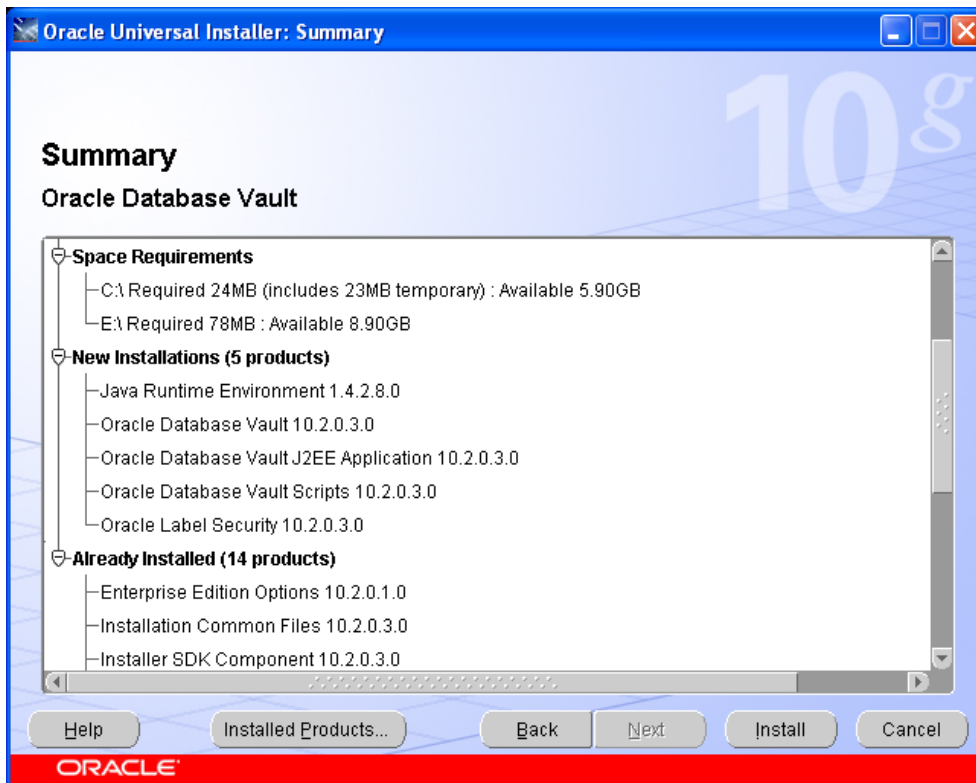 Oracle Universal Installer: Summary
10g
Summary
Oracle Database Vault
Space Requirements
C:\ Required 24MB (includes 23MB temporary) : Available 5.90GB
E:\ Required 78MB : Available 8.90GB
New Installations (5 products)
Java Runtime Environment 1.4.2.8.0
Oracle Database Vault 10.2.0.3.0
Oracle Database Vault J2EE Application 10.2.0.3.0
Oracle Database Vault Scripts 10.2.0.3.0
Oracle Label Security 10.2.0.3.0
Already Installed (14 products)
Enterprise Edition Options 10.2.0.1.0
Installation Common Files 10.2.0.3.0
Installer SDK Component 10.2.0.3.0
Help Installed Products... Back Next Install Cancel
ORACLE